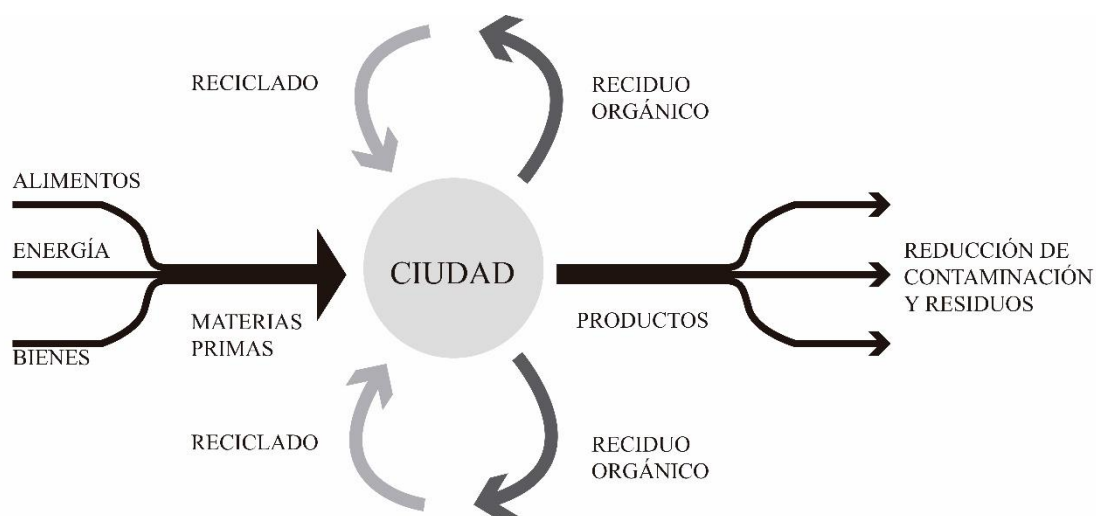 RECICLADO
RECIDUO
ORGÁNICO
ALIMENTOS
ENERGÍA
BIENES
MATERIAS
PRIMAS
CIUDAD
PRODUCTOS
REDUCCIÓN DE
CONTAMINACIÓN
Y RESIDUOS
RECICLADO
RECIDUO
ORGÁNICO